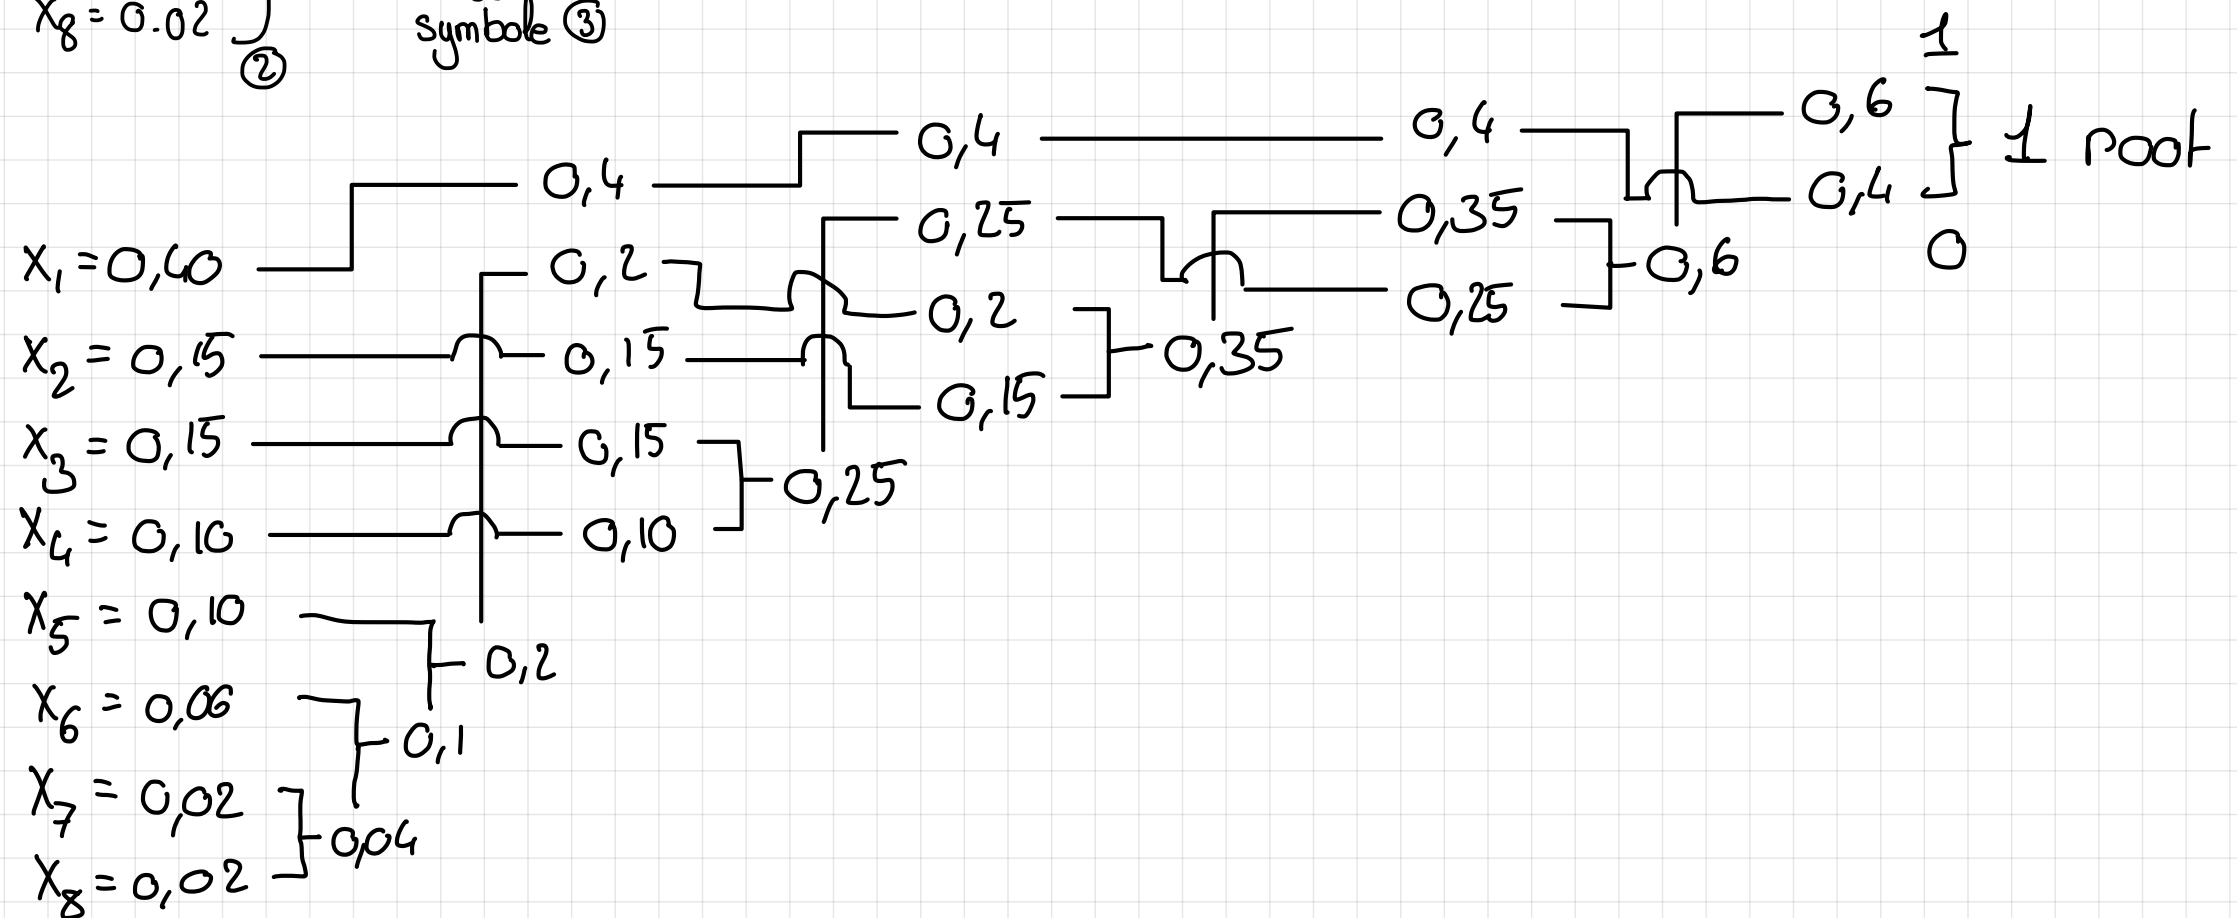 x8 = 0.02
②
symbole ③
1
0,6
0,4 0,4 1 root
0,4 0,4
0,25 0,35
x1 = 0,40 0,2 0,6 0
0,2 0,25
x2 = 0,15 0,15 0,35
0,15
x3 = 0,15 0,15
0,25
x4 = 0,10 0,10
x5 = 0,10
0,2
x6 = 0,06
0,1
x7 = 0,02
0,04
x8 = 0,02